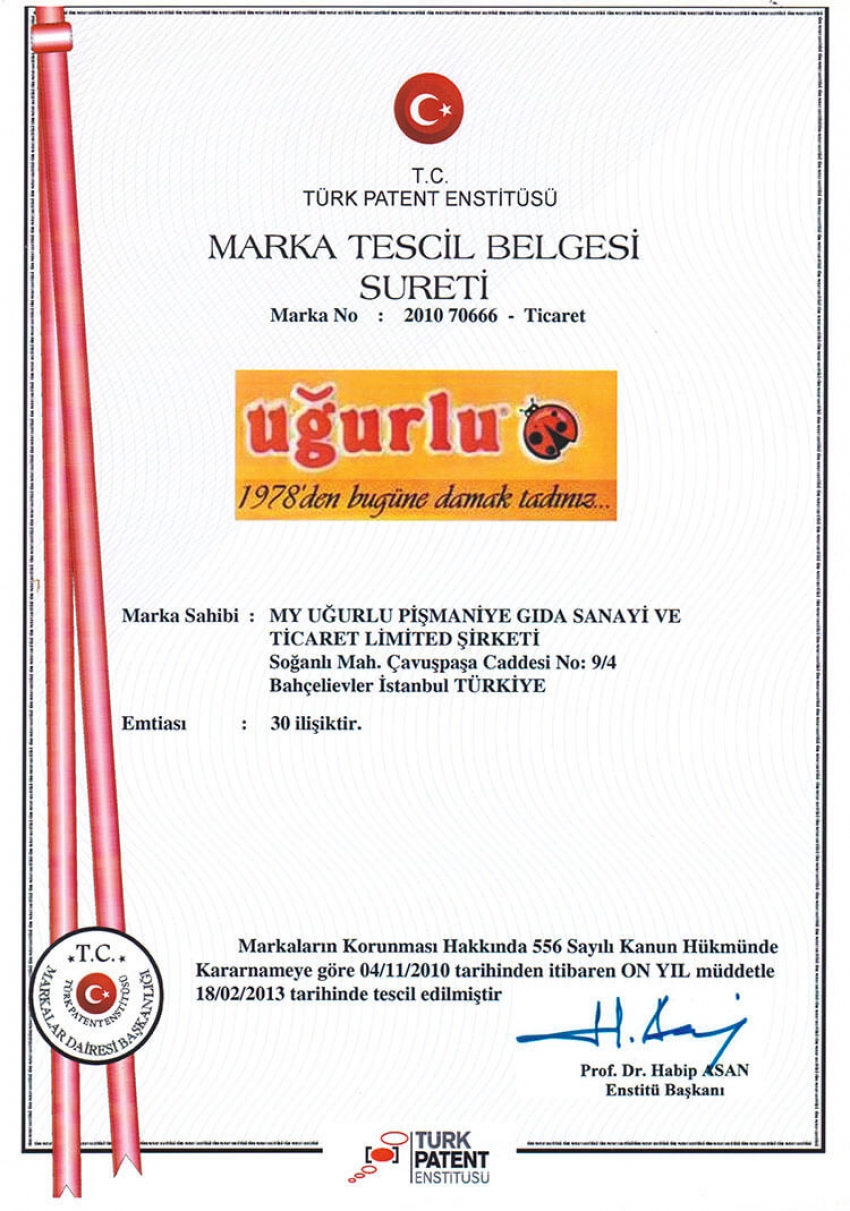 T.C.
TÜRK PATENT ENSTİTÜSÜ
MARKA TESCİL BELGESİ
SURETİ
Marka No : 2010 70666 - Ticaret
uğurlu®
1978'den bugüne damak tadınız...
Marka Sahibi : MY UĞURLU PİŞMANİYE GIDA SANAYİ VE
TİCARET LİMİTED ŞİRKETİ
Soğanlı Mah. Çavuşpaşa Caddesi No: 9/4
Bahçelievler İstanbul TÜRKİYE
Emtiası : 30 ilişiktir.
Markaların Korunması Hakkında 556 Sayılı Kanun Hükmünde
Kararnameye göre 04/11/2010 tarihinden itibaren ON YIL müddetle
18/02/2013 tarihinde tescil edilmiştir
T.C.
TÜRK PATENT ENSTİTÜSÜ
MARKALAR DAİRESİ BAŞKANLIĞI
Prof. Dr. Habip ASAN
Enstitü Başkanı
TURK
PATENT
ENSTITUSU